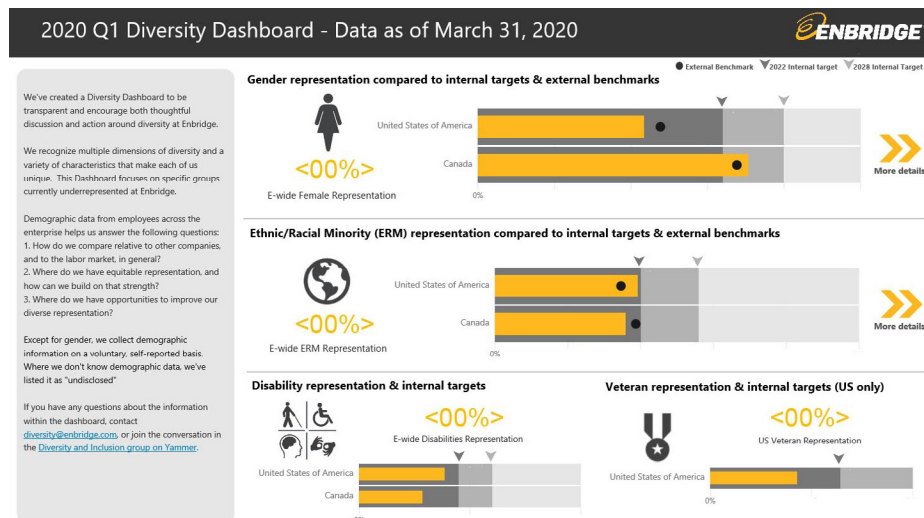 2020 Q1 Diversity Dashboard - Data as of March 31, 2020
ENBRIDGE
External Benchmark 2022 Internal target 2028 Internal Target
We've created a Diversity Dashboard to be
transparent and encourage both thoughtful
discussion and action around diversity at Enbridge.
We recognize multiple dimensions of diversity and a
variety of characteristics that make each of us
unique. This Dashboard focuses on specific groups
currently underrepresented at Enbridge.
Demographic data from employees across the
enterprise helps us answer the following questions:
1. How do we compare relative to other companies,
and to the labor market, in general?
2. Where do we have equitable representation, and
how can we build on that strength?
3. Where do we have opportunities to improve our
diverse representation?
Except for gender, we collect demographic
information on a voluntary, self-reported basis.
Where we don't know demographic data, we've
listed it as "undisclosed"
If you have any questions about the information
within the dashboard, contact
diversity@enbridge.com, or join the conversation in
the Diversity and Inclusion group on Yammer.
Gender representation compared to internal targets & external benchmarks
<00%>
E-wide Female Representation
United States of America
Canada
0%
More details
Ethnic/Racial Minority (ERM) representation compared to internal targets & external benchmarks
<00%>
E-wide ERM Representation
United States of America
Canada
0%
More details
Disability representation & internal targets
<00%>
E-wide Disabilities Representation
United States of America
Canada
Veteran representation & internal targets (US only)
<00%>
US Veteran Representation
United States of America
0%